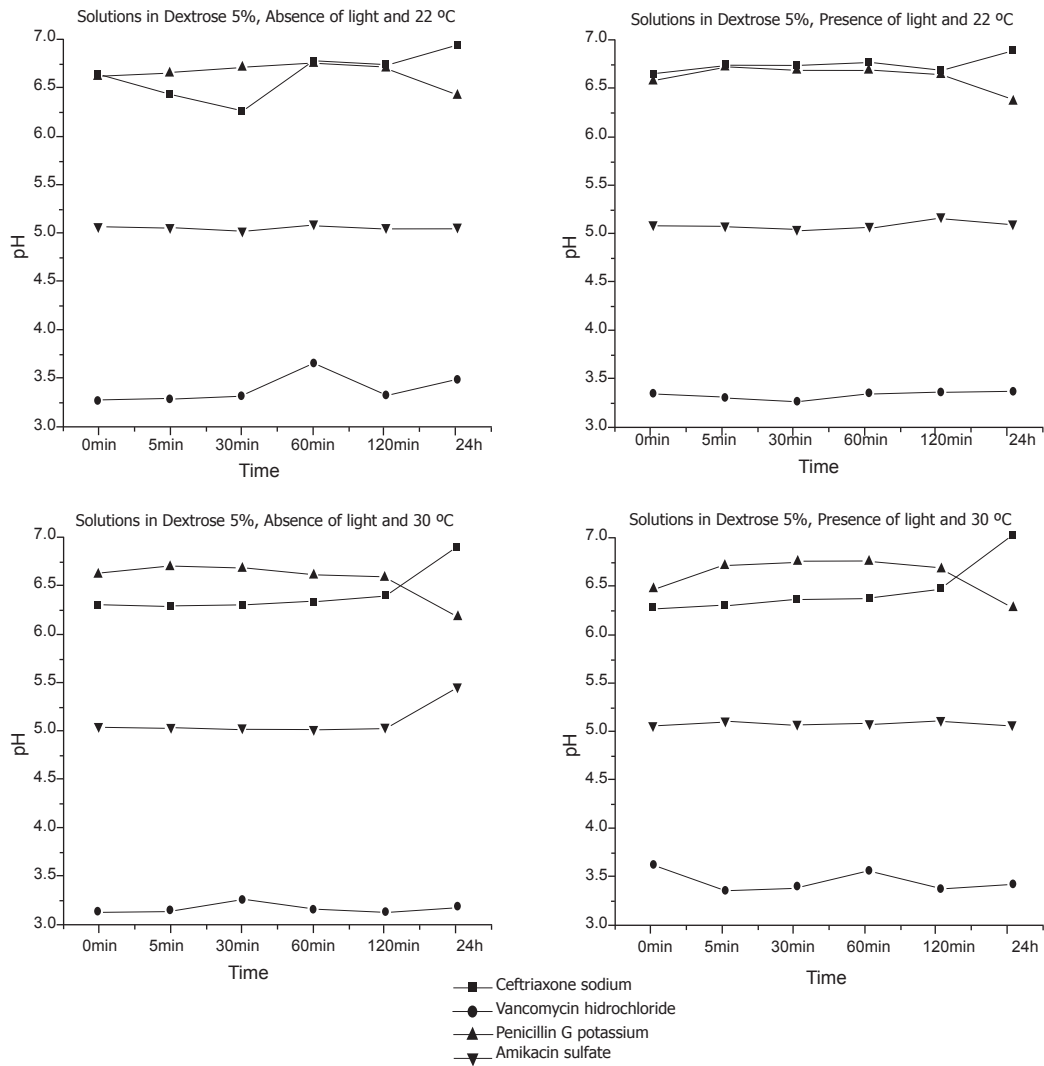 Solutions in Dextrose 5%, Absence of light and 22 ºC
7.0
6.5
6.0
5.5
5.0
4.5
4.0
3.5
3.0
pH
0min 5min 30min 60min 120min 24h
Time
Solutions in Dextrose 5%, Presence of light and 22 ºC
7.0
6.5
6.0
5.5
5.0
4.5
4.0
3.5
3.0
pH
0min 5min 30min 60min 120min 24h
Time
Solutions in Dextrose 5%, Absence of light and 30 ºC
7.0
6.5
6.0
5.5
5.0
4.5
4.0
3.5
3.0
pH
0min 5min 30min 60min 120min 24h
Time
Solutions in Dextrose 5%, Presence of light and 30 ºC
7.0
6.5
6.0
5.5
5.0
4.5
4.0
3.5
3.0
pH
0min 5min 30min 60min 120min 24h
Time
Ceftriaxone sodium
Vancomycin hidrochloride
Penicillin G potassium
Amikacin sulfate